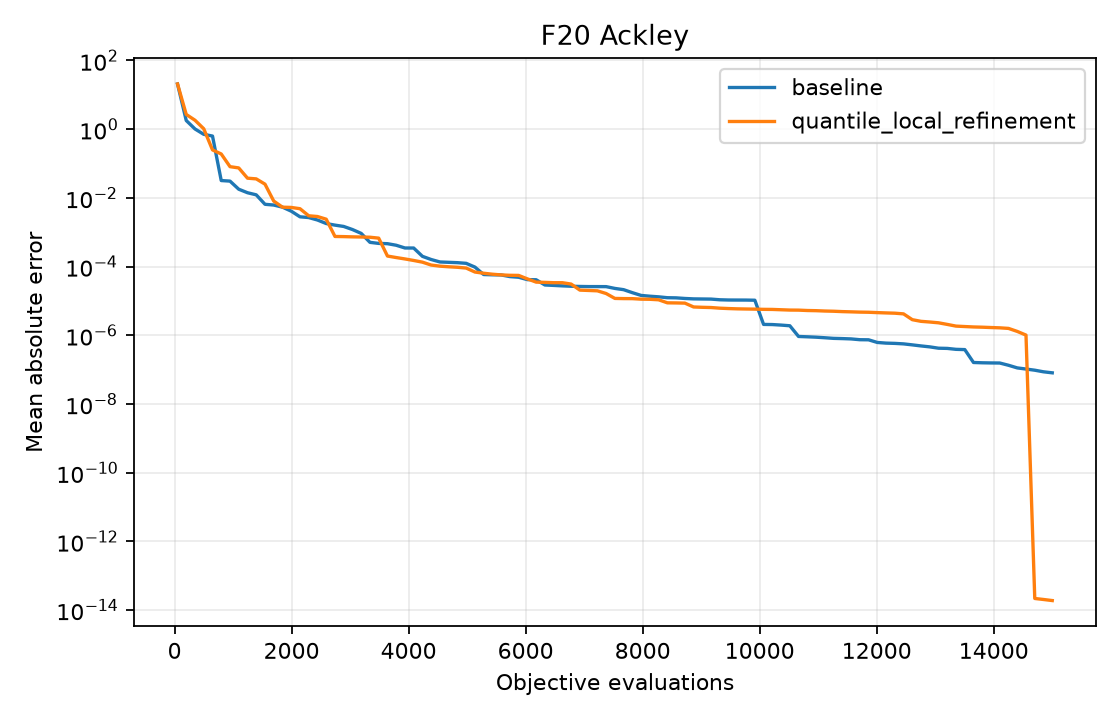 F20 Ackley
baseline
quantile_local_refinement
Mean absolute error
10^2
10^0
10^-2
10^-4
10^-6
10^-8
10^-10
10^-12
10^-14
0 2000 4000 6000 8000 10000 12000 14000
Objective evaluations